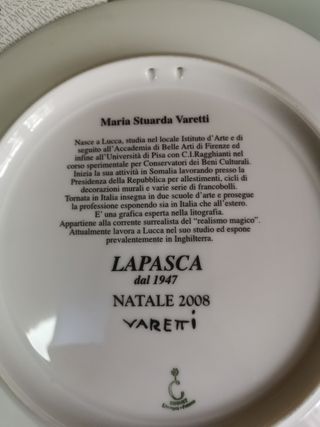 Maria Stuarda Varetti
Nasce a Lucca, studia nel locale Istituto d'Arte e di
seguito all'Accademia di Belle Arti di Firenze ed
infine all'Università di Pisa con C.I.Ragghianti nel
corso sperimentale per Conservatori dei Beni Culturali.
Inizia la sua attività in Somalia lavorando presso la
Presidenza della Repubblica per allestimenti, cicli di
decorazioni murali e varie serie di francobolli.
Tornata in Italia insegna in due scuole d'arte e prosegue
la professione esponendo sia in Italia che all'estero.
E' una grafica esperta nella litografia.
Appartiene alla corrente surrealista del "realismo magico".
Attualmente lavora a Lucca nel suo studio ed espone
prevalentemente in Inghilterra.
LAPASCA
dal 1947
NATALE 2008
VARETTI